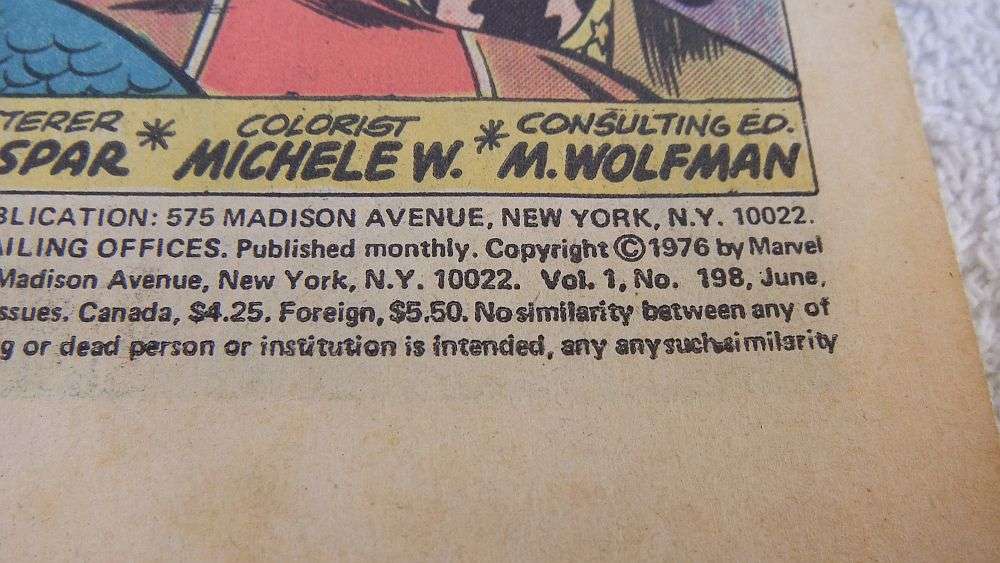 TERER * COLORIST * CONSULTING ED.
SPAR MICHELE W. M. WOLFMAN
BLICATION: 575 MADISON AVENUE, NEW YORK, N.Y. 10022.
AILING OFFICES. Published monthly. Copyright © 1976 by Marvel
Madison Avenue, New York, N.Y. 10022. Vol. 1, No. 198, June,
ssues. Canada, $4.25. Foreign, $5.50. No similarity between any of
g or dead person or institution is intended, any any such similarity